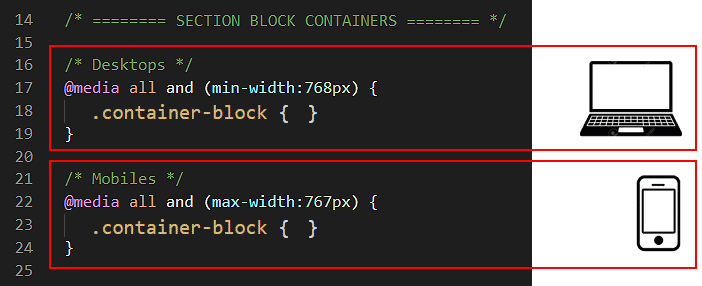 14 /* ======== SECTION BLOCK CONTAINERS ======== */
15
16 /* Desktops */
17 @media all and (min-width:768px) {
18 .container-block { }
19 }
20
21 /* Mobiles */
22 @media all and (max-width:767px) {
23 .container-block { }
24 }
25